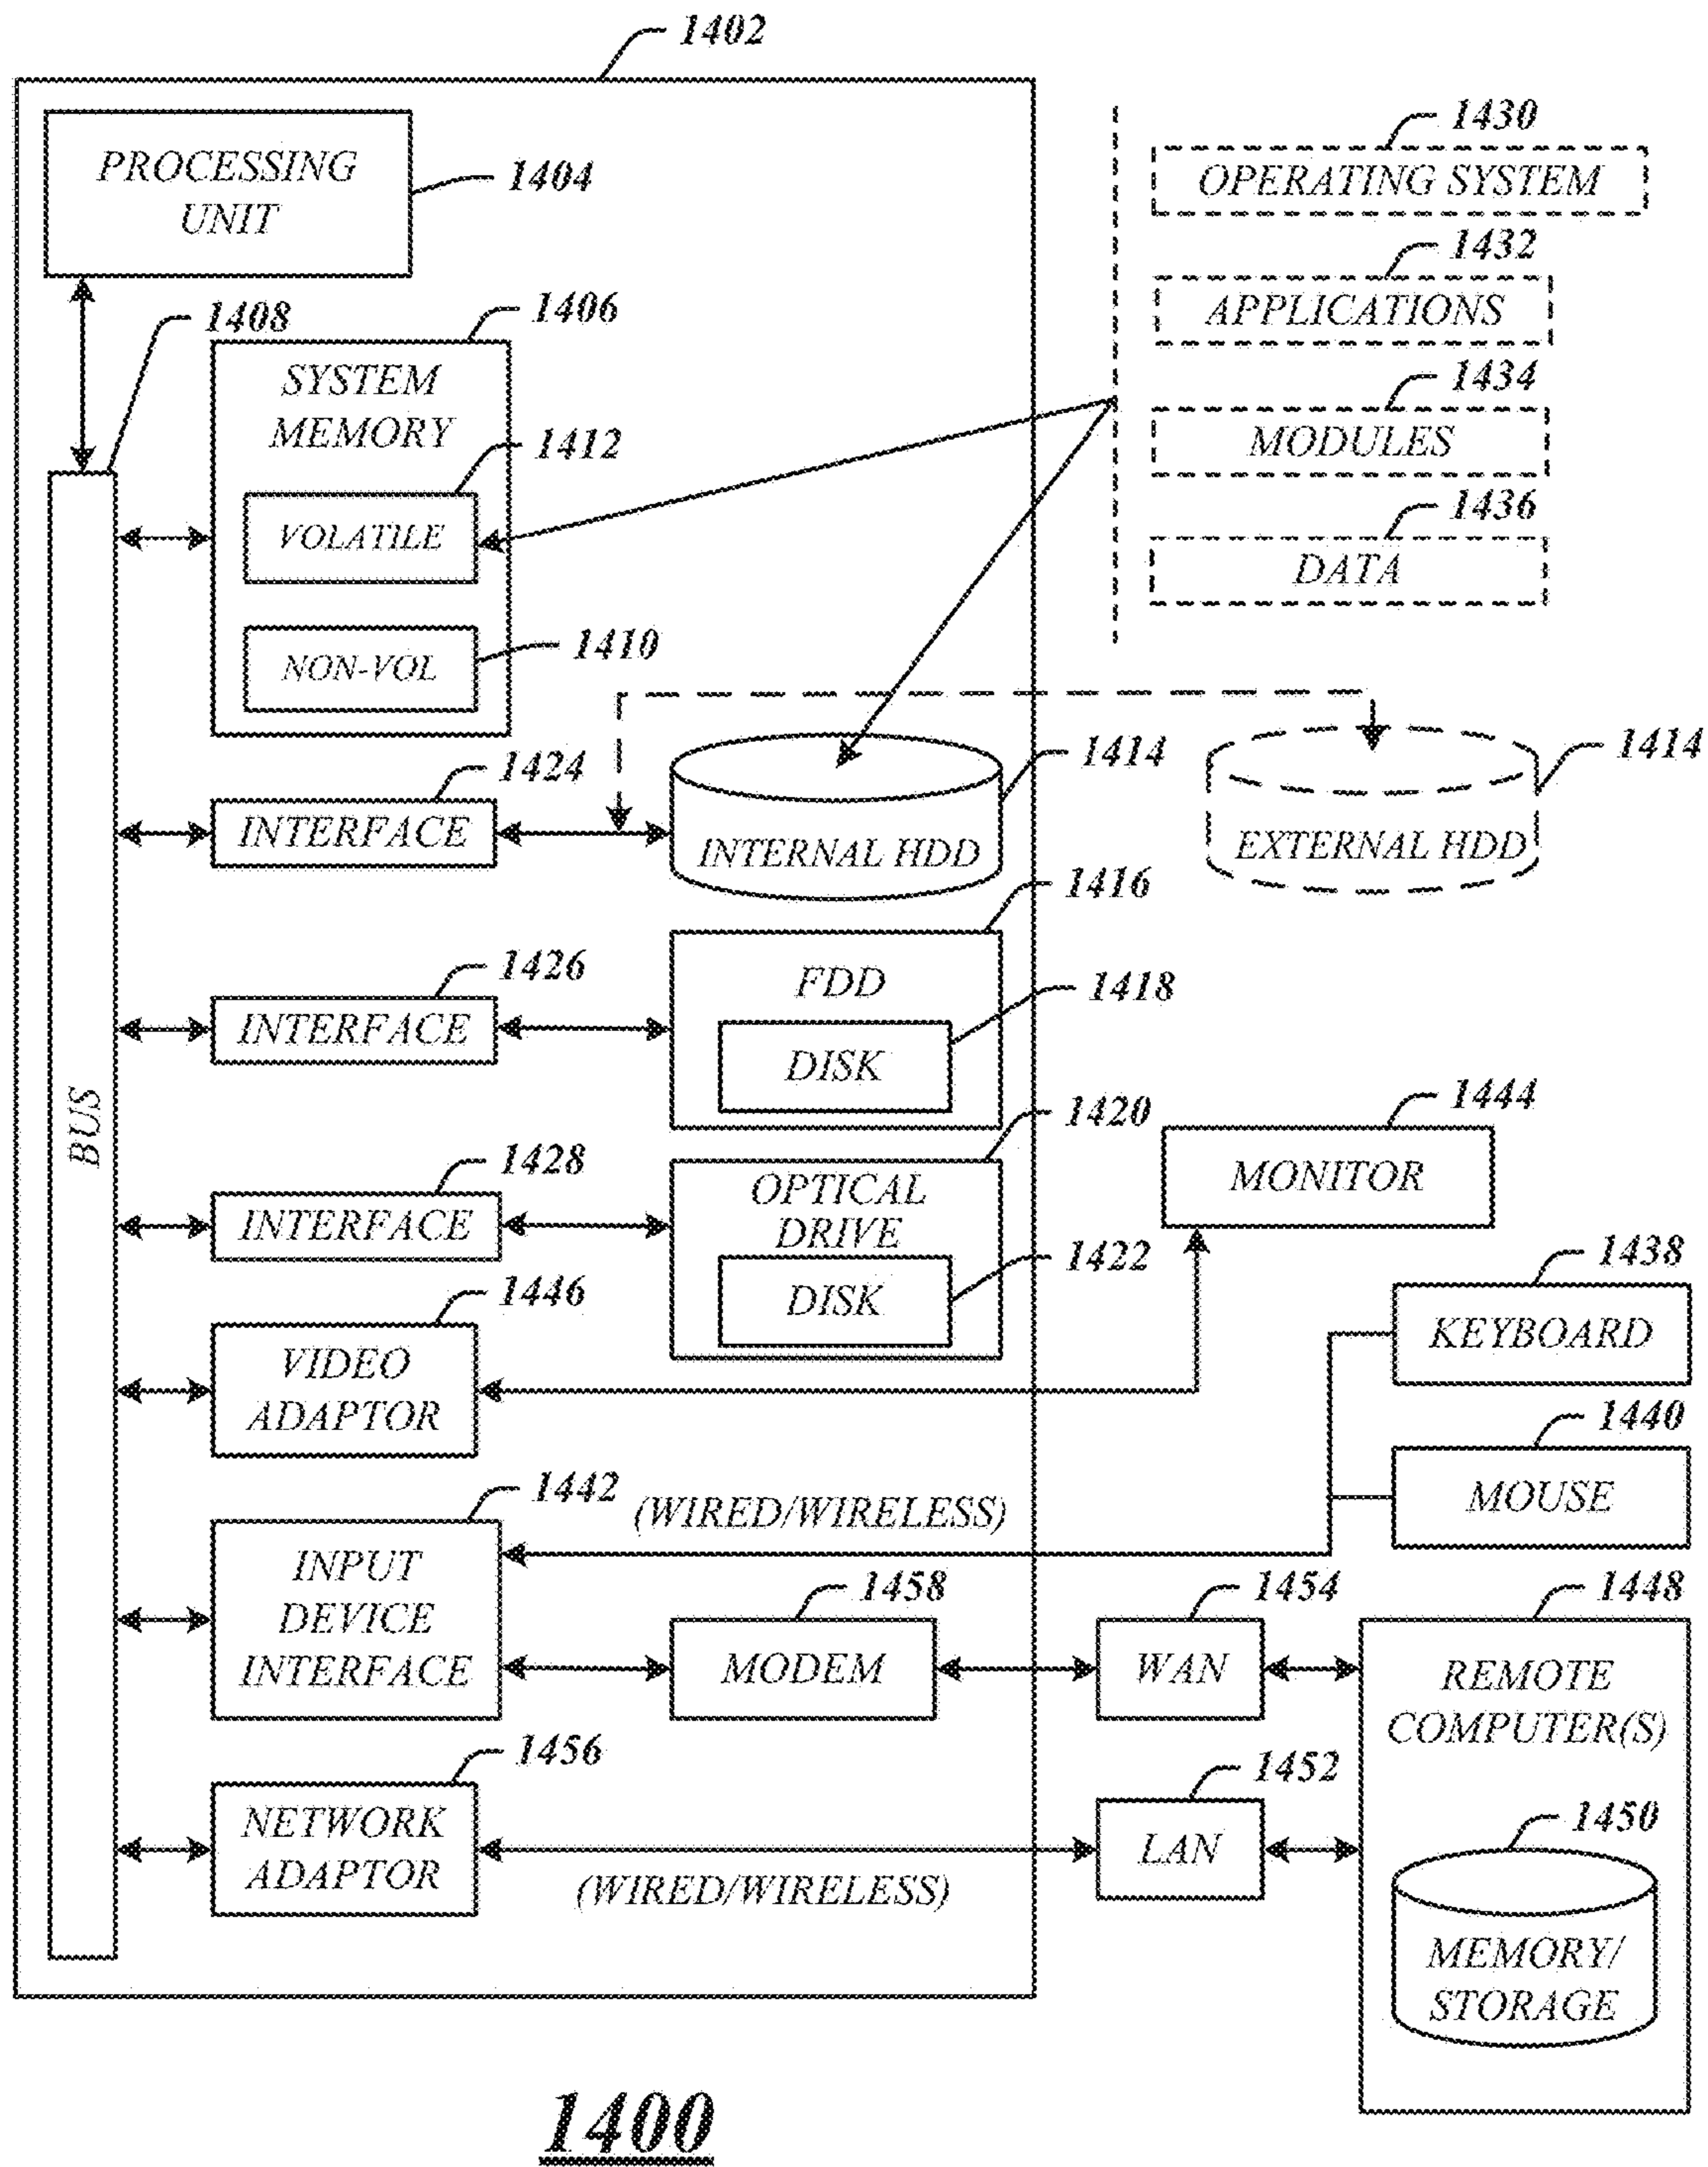 1402
PROCESSING
UNIT
1404
1430
OPERATING SYSTEM
1432
APPLICATIONS
1434
MODULES
1436
DATA
1408
1406
SYSTEM
MEMORY
1412
VOLATILE
1410
NON-VOL
1424
INTERFACE
1414
INTERNAL HDD
1414
EXTERNAL HDD
1416
FDD
1418
DISK
1426
INTERFACE
BUS
1420
OPTICAL
DRIVE
1422
DISK
1428
INTERFACE
1444
MONITOR
1446
VIDEO
ADAPTOR
1438
KEYBOARD
1440
MOUSE
1442
INPUT
DEVICE
INTERFACE
(WIRED/WIRELESS)
1458
MODEM
1454
WAN
1448
REMOTE
COMPUTER(S)
1456
NETWORK
ADAPTOR
(WIRED/WIRELESS)
1452
LAN
1450
MEMORY/
STORAGE
1400